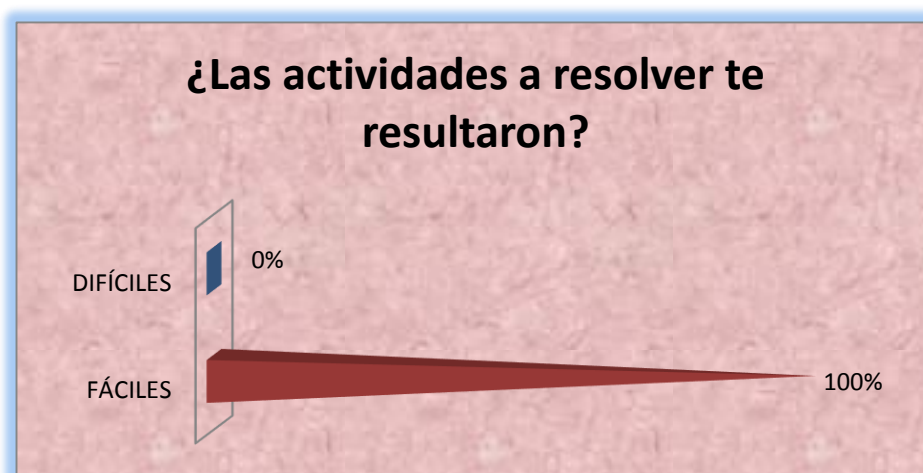 ¿Las actividades a resolver te
resultaron?
DIFÍCILES
0%
FÁCILES
100%